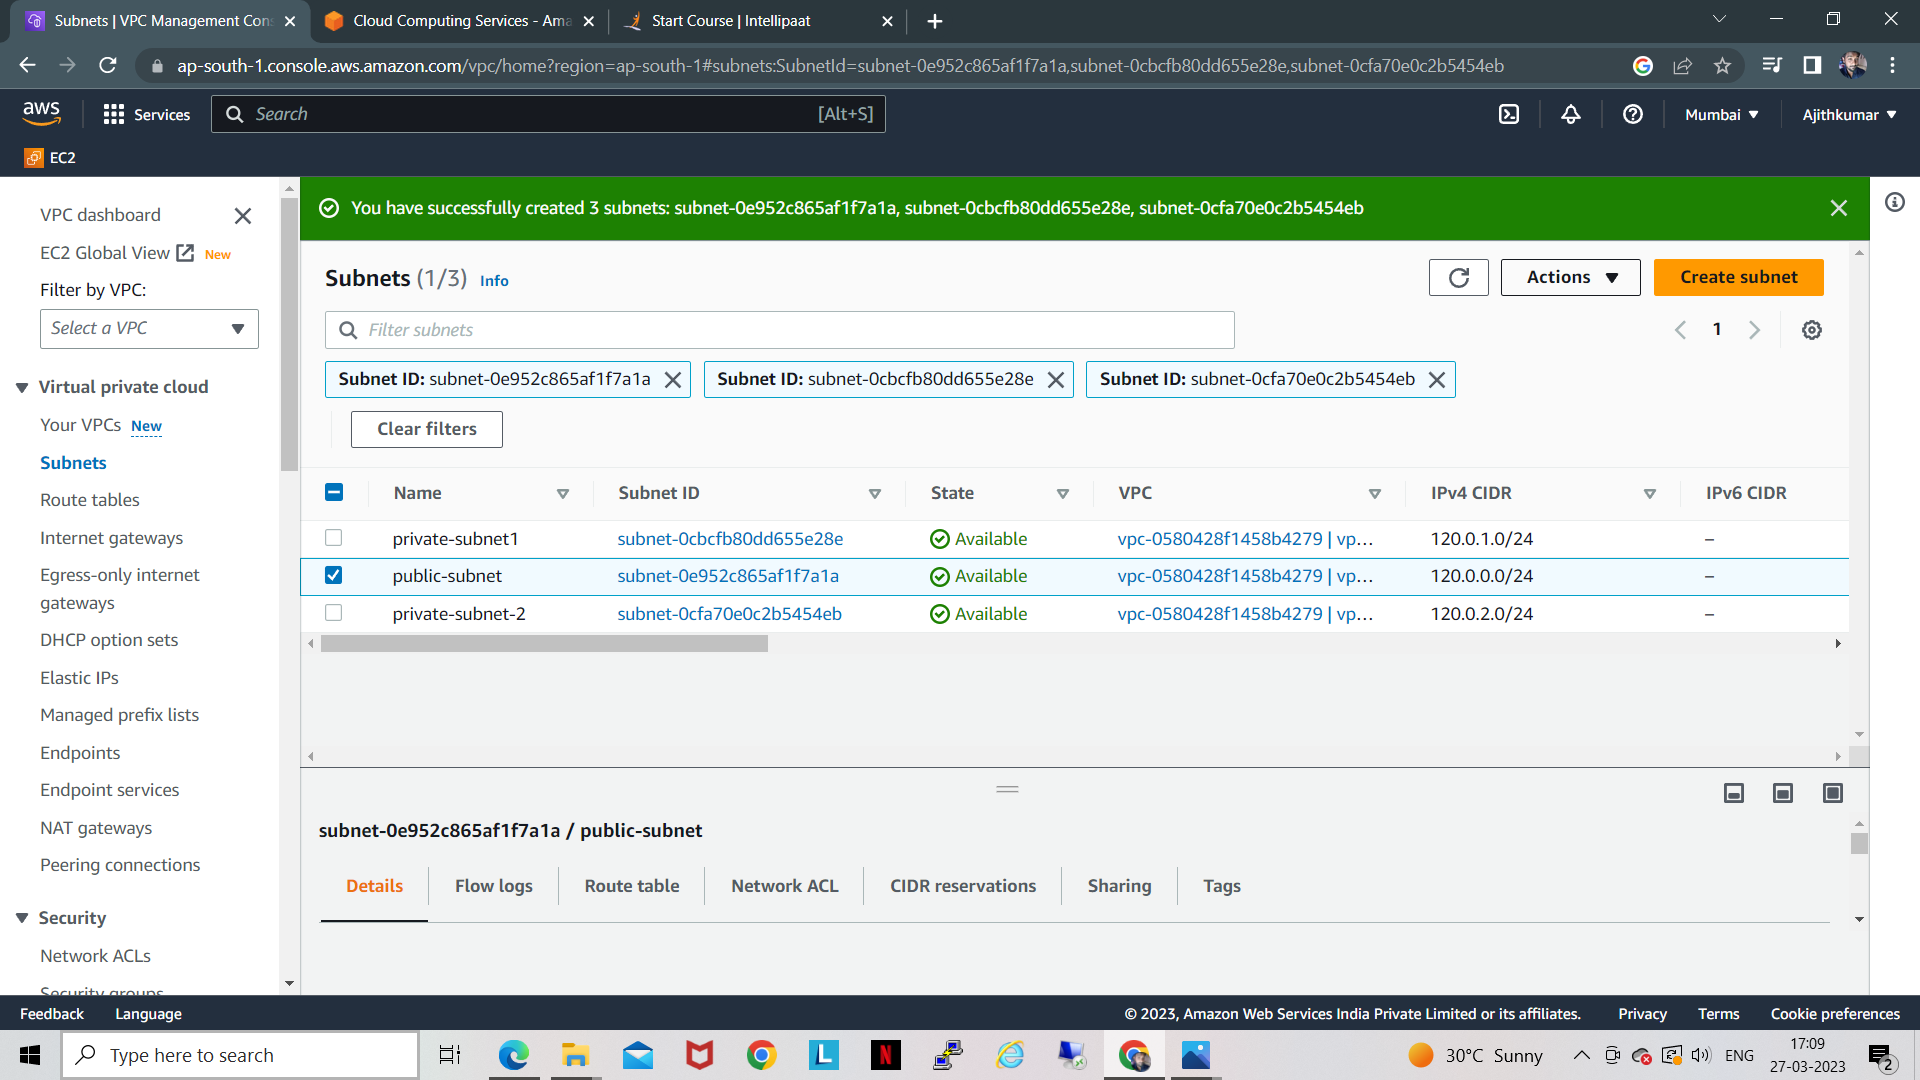 Subnets | VPC Management Con
Cloud Computing Services - Ama
Start Course | Intellipaat
ap-south-1.console.aws.amazon.com/vpc/home?region=ap-south-1#subnets:SubnetId=subnet-0e952c865af1f7a1a,subnet-0cbcfb80dd655e28e,subnet-0cfa70e0c2b5454eb
aws
Services
Search
[Alt+S]
Mumbai
Ajithkumar
EC2
VPC dashboard
EC2 Global View New
Filter by VPC:
Select a VPC
Virtual private cloud
Your VPCs New
Subnets
Route tables
Internet gateways
Egress-only internet
gateways
DHCP option sets
Elastic IPs
Managed prefix lists
Endpoints
Endpoint services
NAT gateways
Peering connections
Security
Network ACLs
Security groups
You have successfully created 3 subnets: subnet-0e952c865af1f7a1a, subnet-0cbcfb80dd655e28e, subnet-0cfa70e0c2b5454eb
Subnets (1/3) Info
Actions
Create subnet
Filter subnets
1
Subnet ID: subnet-0e952c865af1f7a1a
Subnet ID: subnet-0cbcfb80dd655e28e
Subnet ID: subnet-0cfa70e0c2b5454eb
Clear filters
Name Subnet ID State VPC IPv4 CIDR IPv6 CIDR
private-subnet1 subnet-0cbcfb80dd655e28e Available vpc-0580428f1458b4279 | vp... 120.0.1.0/24 –
public-subnet subnet-0e952c865af1f7a1a Available vpc-0580428f1458b4279 | vp... 120.0.0.0/24 –
private-subnet-2 subnet-0cfa70e0c2b5454eb Available vpc-0580428f1458b4279 | vp... 120.0.2.0/24 –
subnet-0e952c865af1f7a1a / public-subnet
Details Flow logs Route table Network ACL CIDR reservations Sharing Tags
Feedback Language
© 2023, Amazon Web Services India Private Limited or its affiliates. Privacy Terms Cookie preferences
Type here to search
L
N
30°C Sunny
ENG
17:09
27-03-2023
2